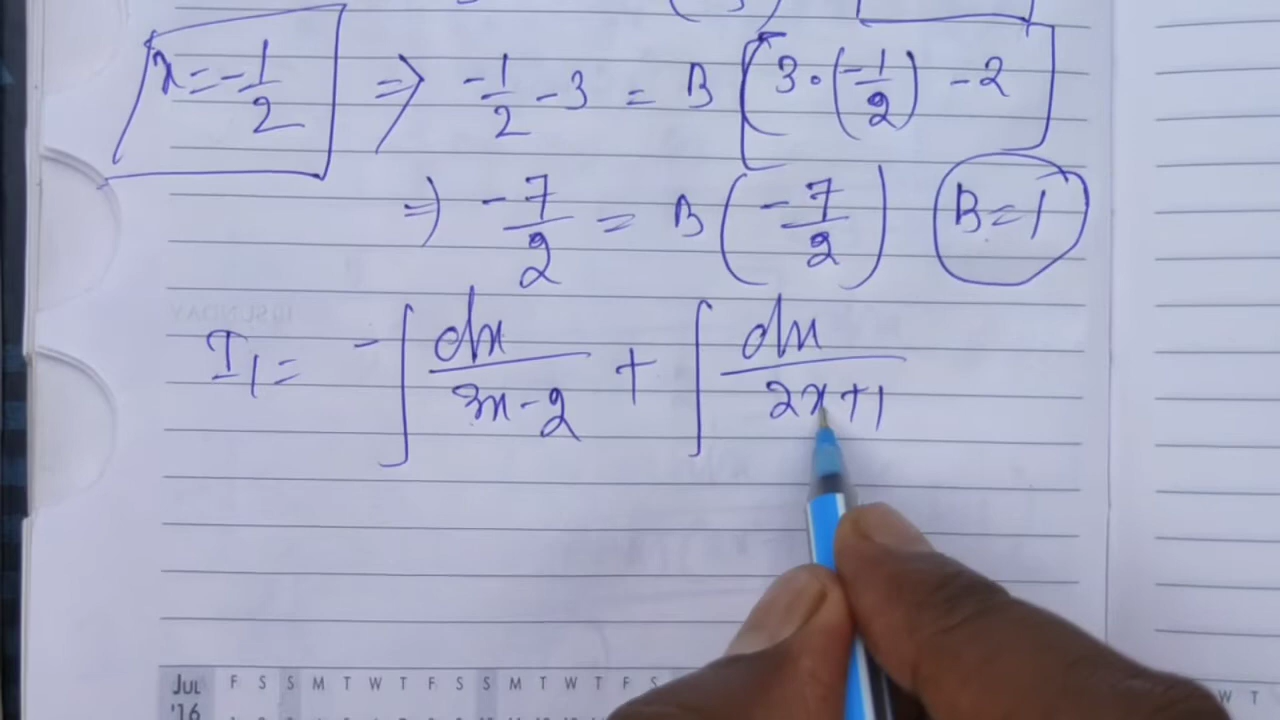 x = -1/2 ⇒ -1/2 - 3 = B (3·(-1/2) - 2
⇒ -7/2 = B (-7/2) B = 1
I₁ = -∫ dx/3x-2 + ∫ dx/2x+1
JUL F S S M T W T F S S M T W T F S
'16
W T